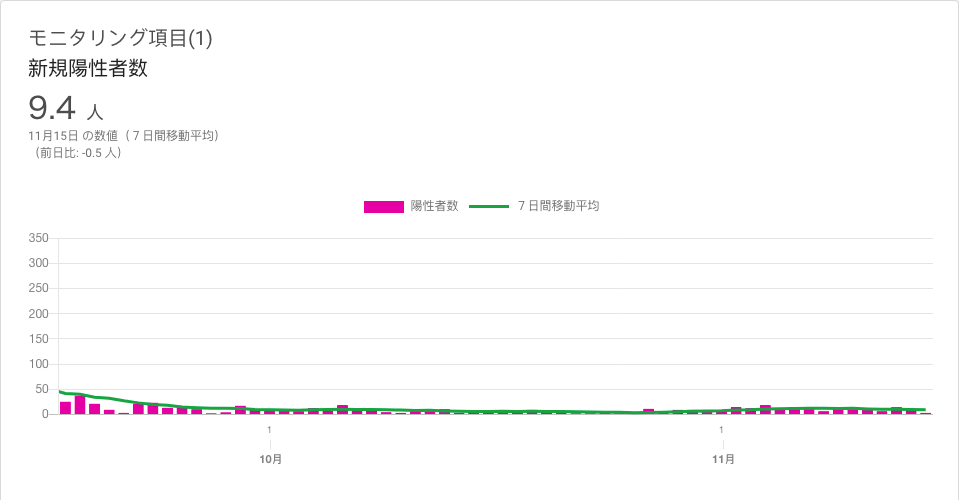 モニタリング項目(1)
新規陽性者数
9.4 人
11月15日 の数値（７日間移動平均）
（前日比: -0.5 人）
陽性者数 ７日間移動平均
350
300
250
200
150
100
50
0
1 1
10月 11月